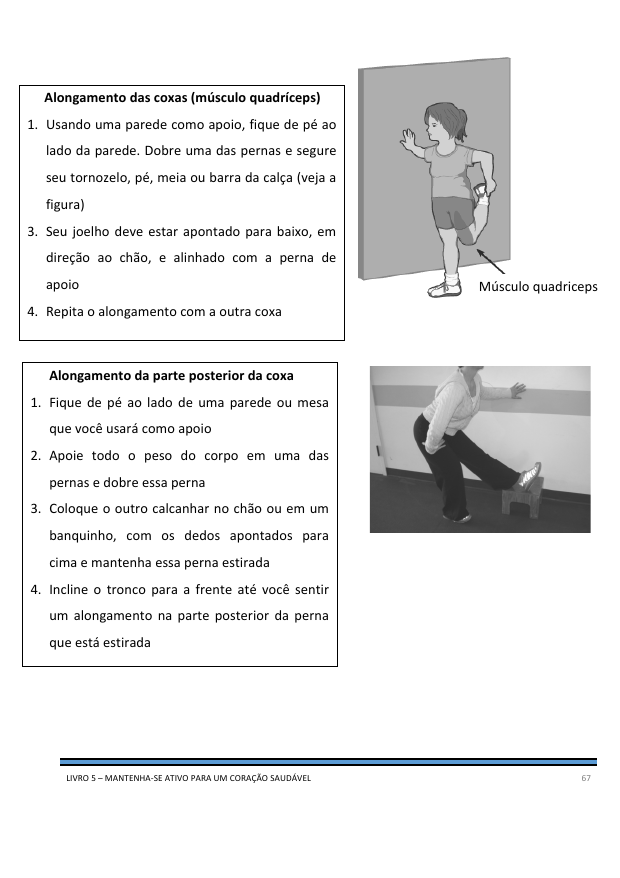 Alongamento das coxas (músculo quadríceps)
1. Usando uma parede como apoio, fique de pé ao
lado da parede. Dobre uma das pernas e segure
seu tornozelo, pé, meia ou barra da calça (veja a
figura)
3. Seu joelho deve estar apontado para baixo, em
direção ao chão, e alinhado com a perna de
apoio
4. Repita o alongamento com a outra coxa
Músculo quadriceps
Alongamento da parte posterior da coxa
1. Fique de pé ao lado de uma parede ou mesa
que você usará como apoio
2. Apoie todo o peso do corpo em uma das
pernas e dobre essa perna
3. Coloque o outro calcanhar no chão ou em um
banquinho, com os dedos apontados para
cima e mantenha essa perna estirada
4. Incline o tronco para a frente até você sentir
um alongamento na parte posterior da perna
que está estirada
LIVRO 5 – MANTENHA-SE ATIVO PARA UM CORAÇÃO SAUDÁVEL 67